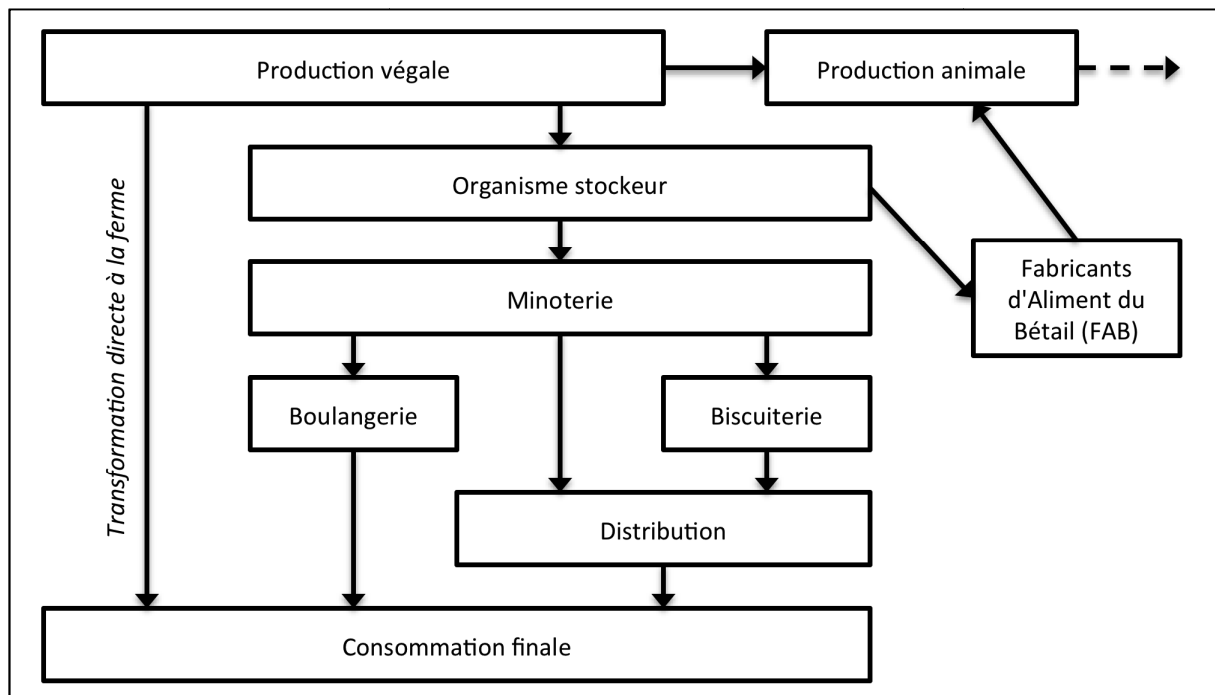 Production végale
Production animale
Organisme stockeur
Transformation directe à la ferme
Fabricants
d'Aliment du
Bétail (FAB)
Minoterie
Boulangerie
Biscuiterie
Distribution
Consommation finale